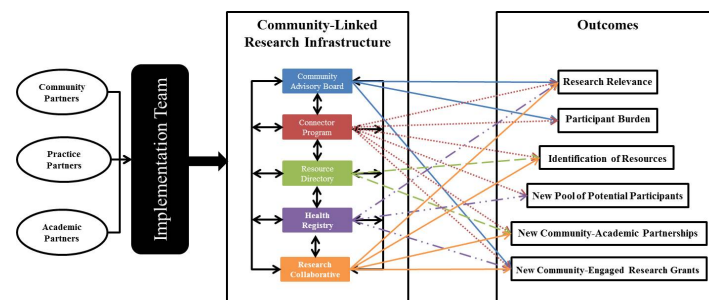 Community
Partners
Practice
Partners
Academic
Partners
Implementation Team
Community-Linked
Research Infrastructure
Community
Advisory Board
Connector
Program
Resource
Directory
Health
Registry
Research
Collaborative
Outcomes
Research Relevance
Participant Burden
Identification of Resources
New Pool of Potential Participants
New Community-Academic Partnerships
New Community-Engaged Research Grants